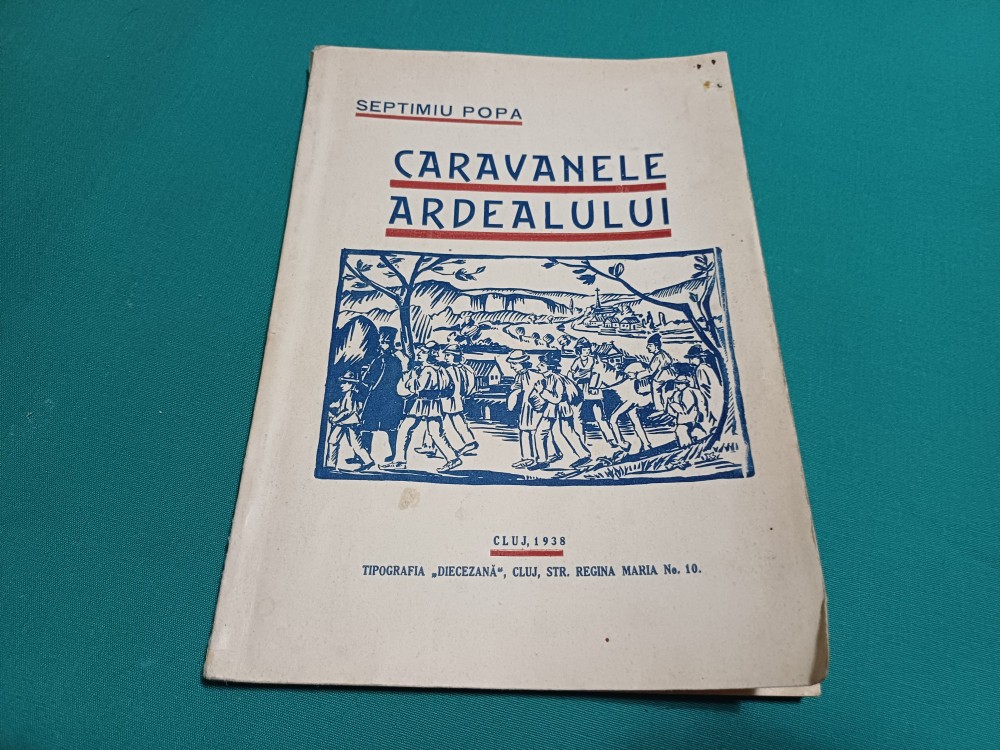 SEPTIMIU POPA
CARAVANELE
ARDEALULUI
CLUJ, 1938
TIPOGRAFIA „DIECEZANĂ“, CLUJ, STR. REGINA MARIA No. 10.